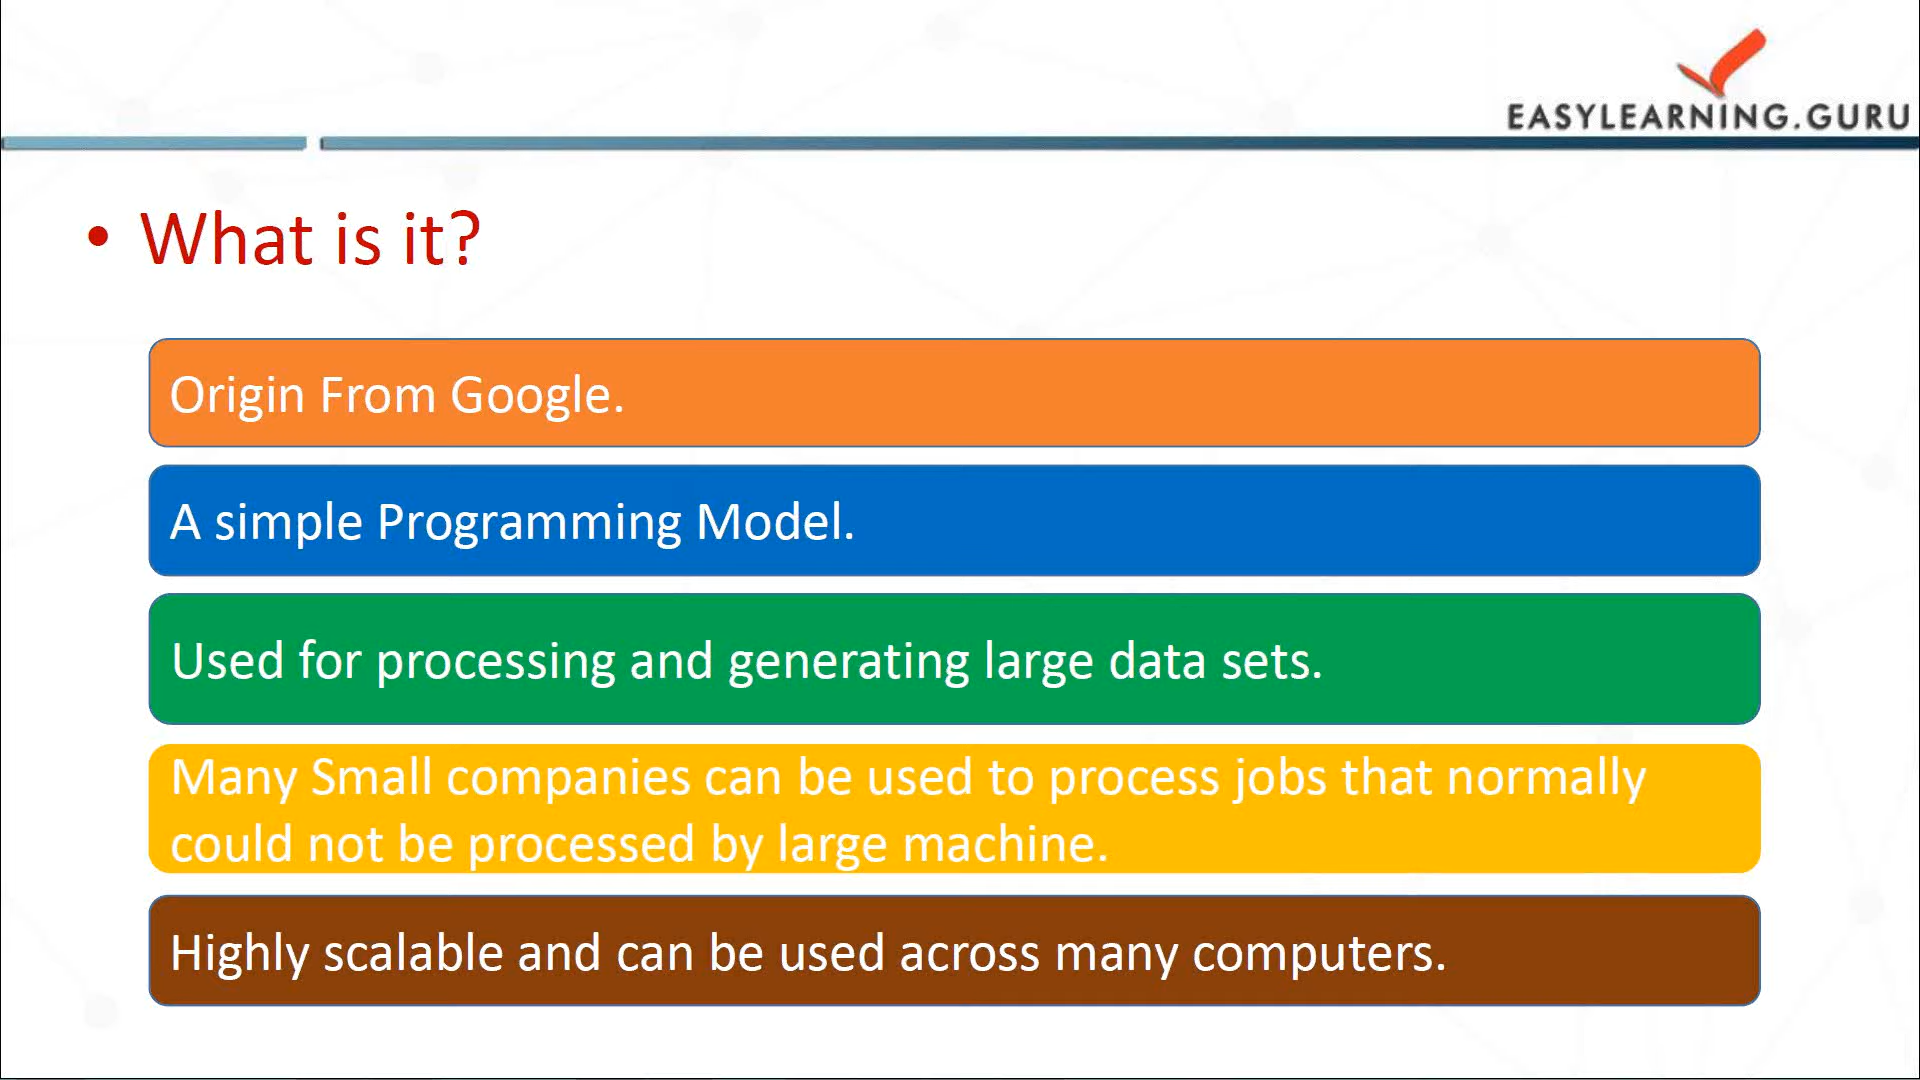 EASYLEARNING.GURU
• What is it?
Origin From Google.
A simple Programming Model.
Used for processing and generating large data sets.
Many Small companies can be used to process jobs that normally
could not be processed by large machine.
Highly scalable and can be used across many computers.